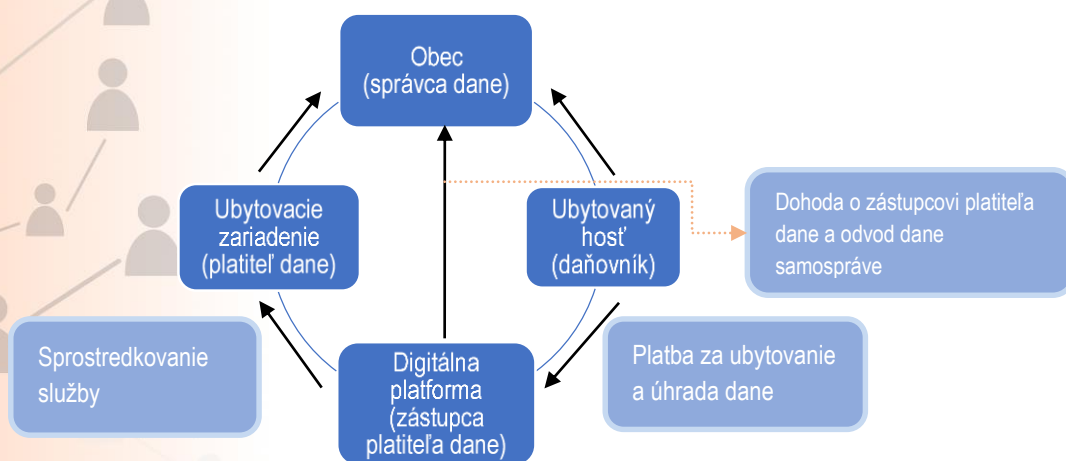 Obec
(správca dane)
Ubytovacie
zariadenie
(platiteľ dane)
Ubytovaný
hosť
(daňovník)
Dohoda o zástupcovi platiteľa
dane a odvod dane
samospráve
Sprostredkovanie
služby
Digitálna
platforma
(zástupca
platiteľa dane)
Platba za ubytovanie
a úhrada dane